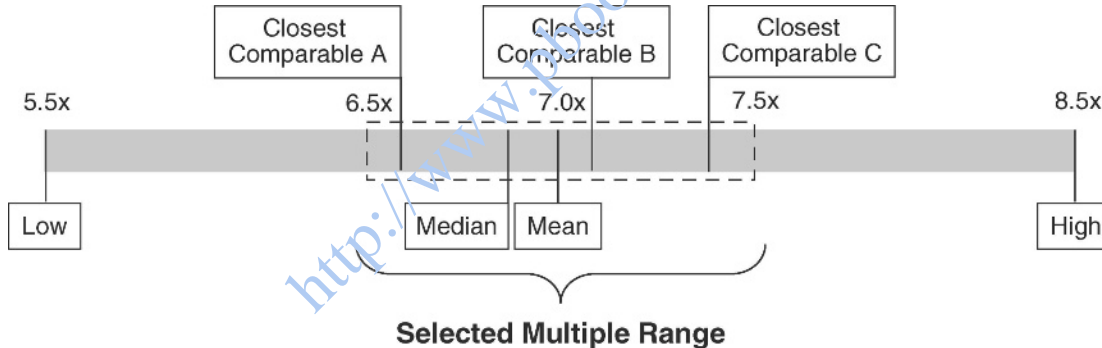 Closest
Comparable A
Closest
Comparable B
Closest
Comparable C
5.5x
6.5x
7.0x
7.5x
8.5x
Low
Median
Mean
High
Selected Multiple Range